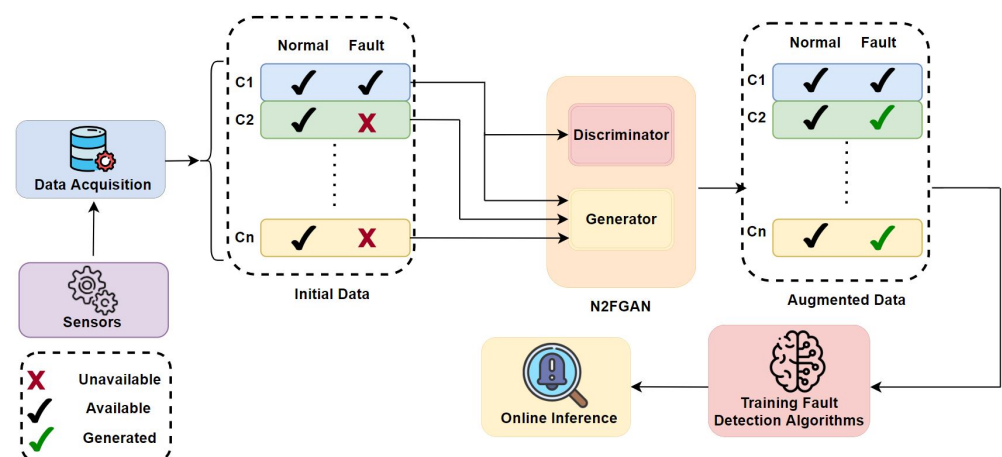 Normal Fault
C1
C2
Cn
Initial Data
Data Acquisition
Sensors
X Unavailable
Available
Generated
Discriminator
Generator
N2FGAN
Normal Fault
C1
C2
Cn
Augmented Data
Online Inference
Training Fault
Detection Algorithms